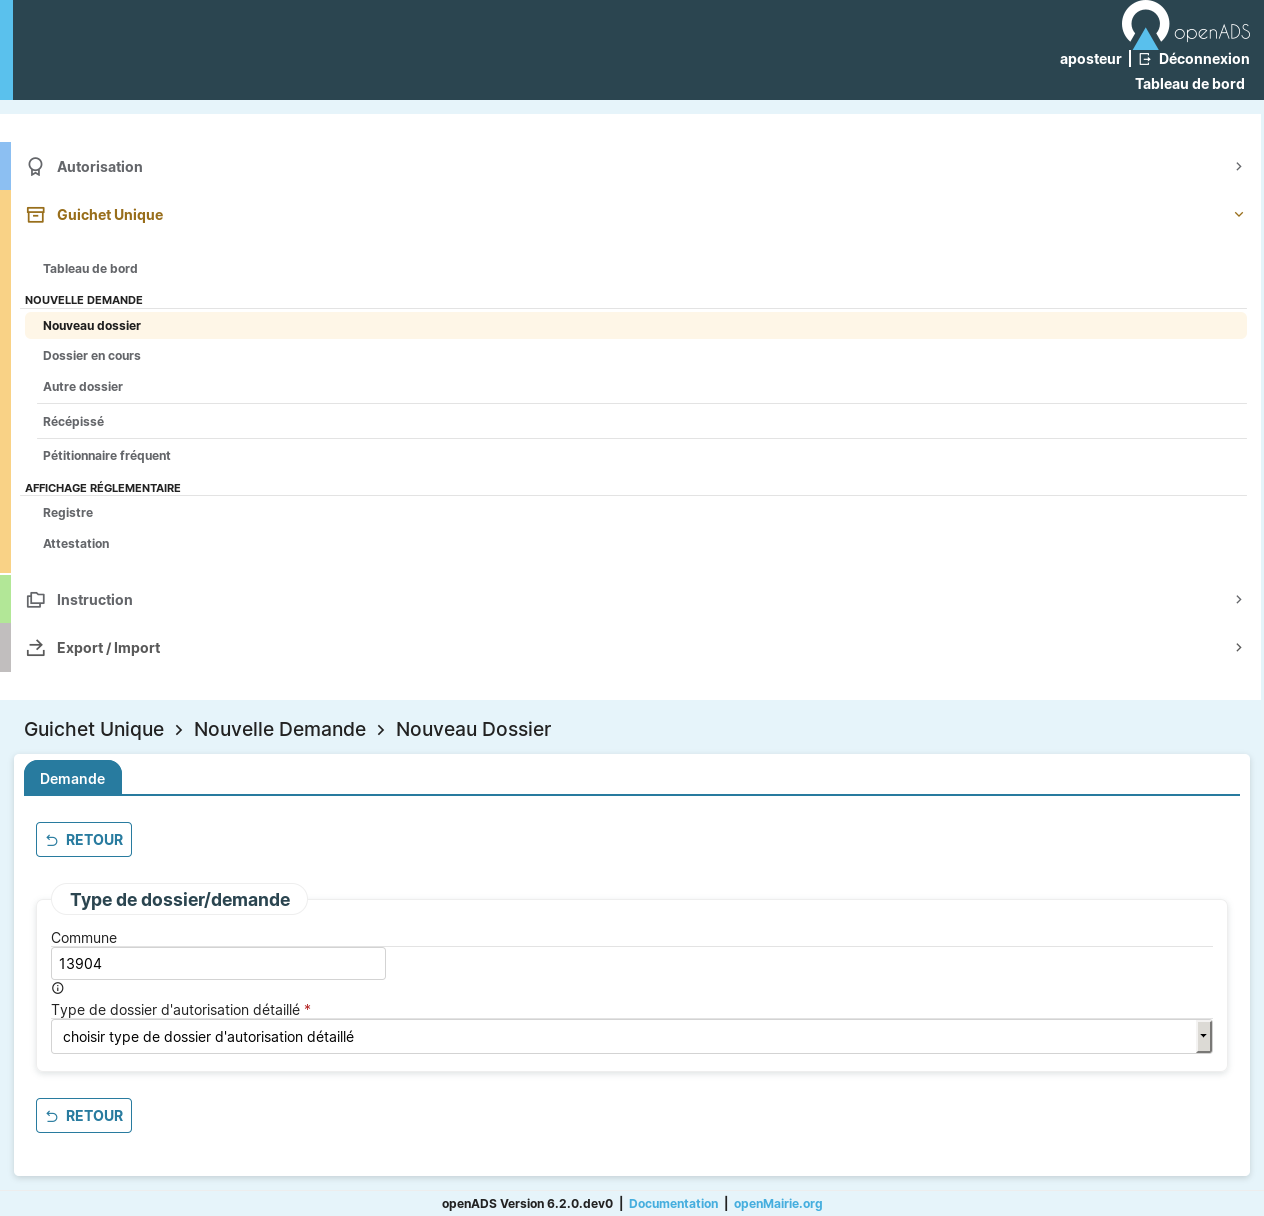 openADS
aposteur | Déconnexion
Tableau de bord
Autorisation
Guichet Unique
Tableau de bord
NOUVELLE DEMANDE
Nouveau dossier
Dossier en cours
Autre dossier
Récépissé
Pétitionnaire fréquent
AFFICHAGE RÉGLEMENTAIRE
Registre
Attestation
Instruction
Export / Import
Guichet Unique > Nouvelle Demande > Nouveau Dossier
Demande
RETOUR
Type de dossier/demande
Commune
13904
Type de dossier d'autorisation détaillé *
choisir type de dossier d'autorisation détaillé
RETOUR
openADS Version 6.2.0.dev0 | Documentation | openMairie.org